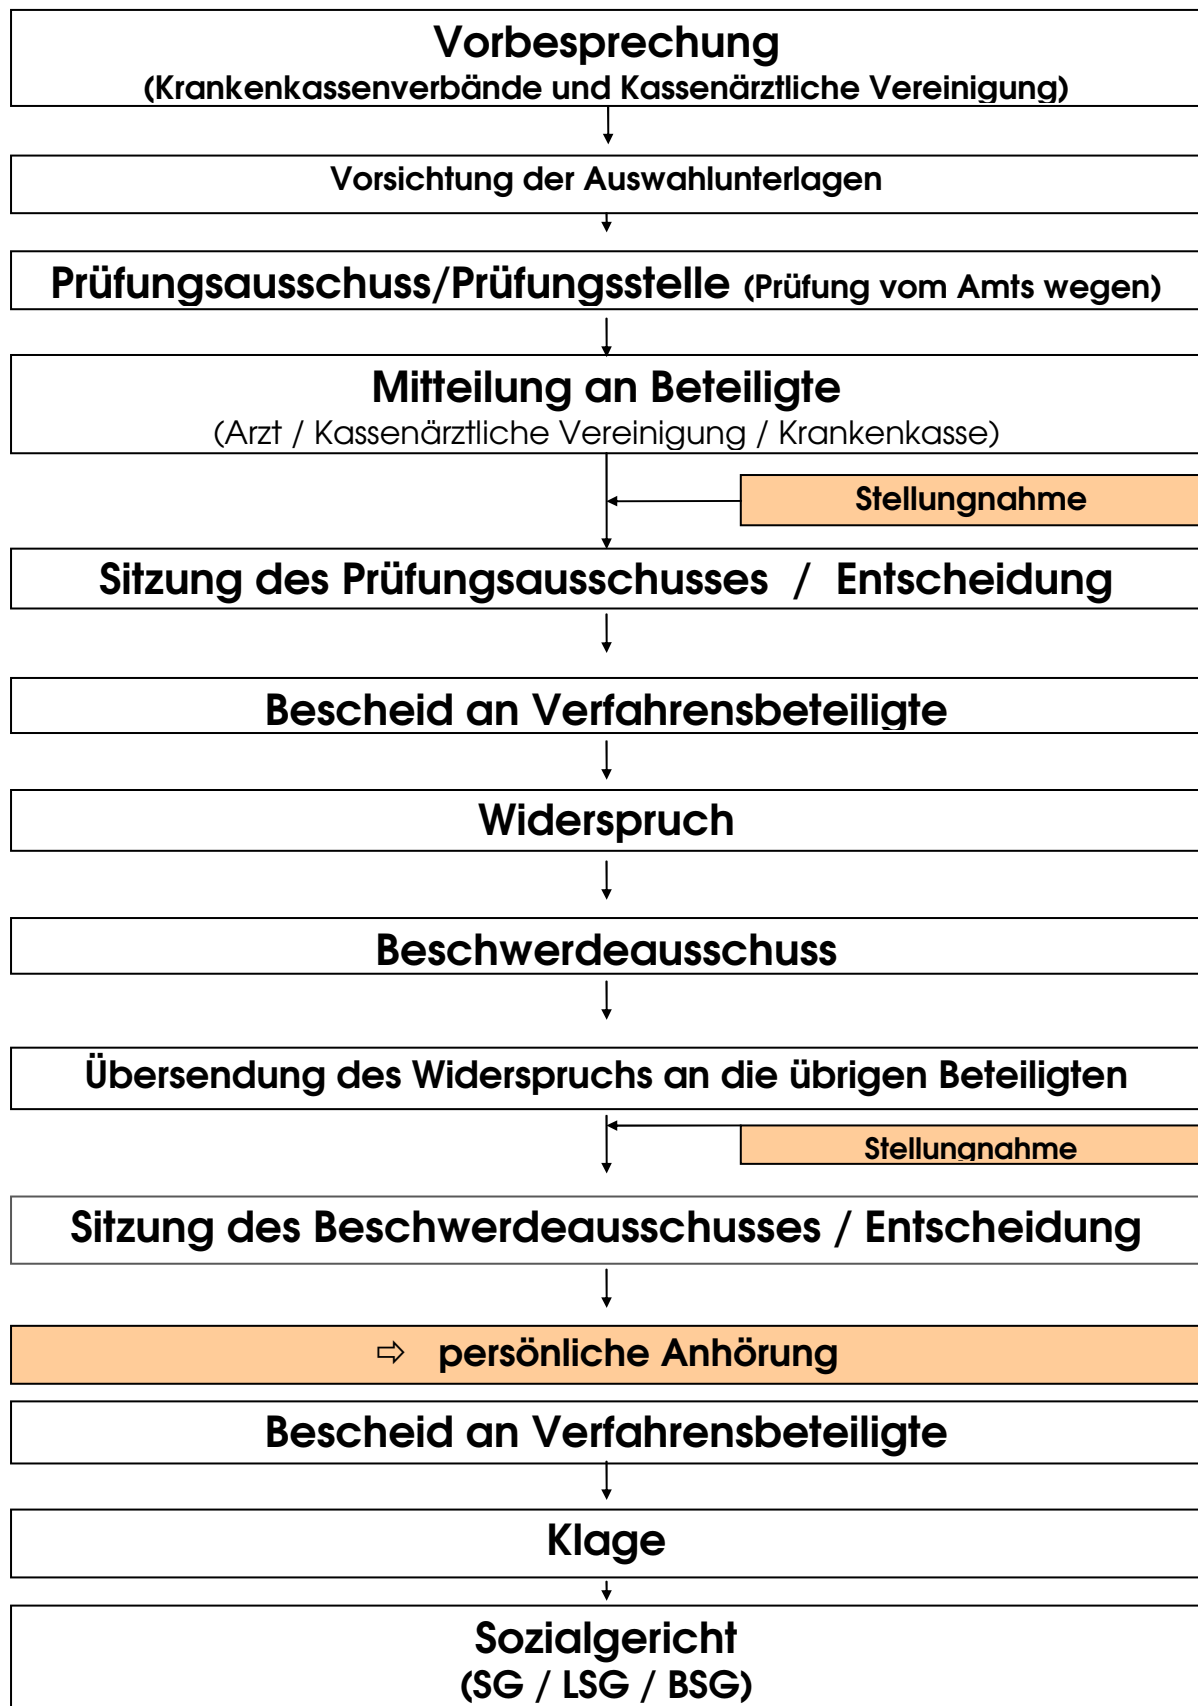 Vorbesprechung
(Krankenkassenverbände und Kassenärztliche Vereinigung)
Vorsichtung der Auswahlunterlagen
Prüfungsausschuss/Prüfungsstelle (Prüfung vom Amts wegen)
Mitteilung an Beteiligte
(Arzt / Kassenärztliche Vereinigung / Krankenkasse)
Stellungnahme
Sitzung des Prüfungsausschusses / Entscheidung
Bescheid an Verfahrensbeteiligte
Widerspruch
Beschwerdeausschuss
Übersendung des Widerspruchs an die übrigen Beteiligten
Stellungnahme
Sitzung des Beschwerdeausschusses / Entscheidung
⇨ persönliche Anhörung
Bescheid an Verfahrensbeteiligte
Klage
Sozialgericht
(SG / LSG / BSG)